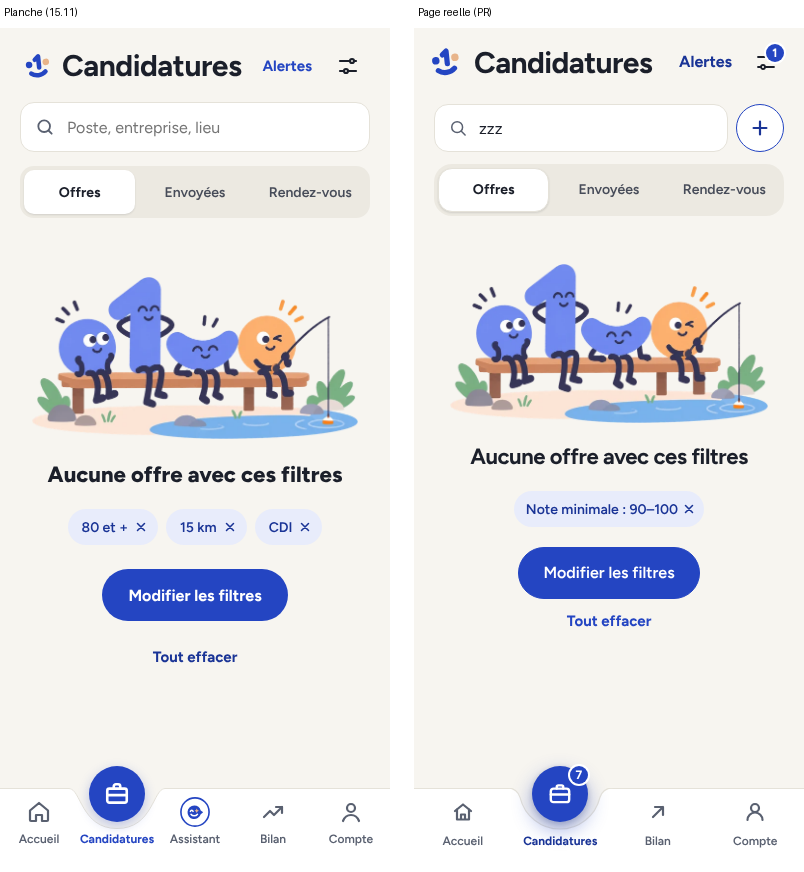 Planche (15.11)
Candidatures
Alertes
Poste, entreprise, lieu
Offres
Envoyées
Rendez-vous
Aucune offre avec ces filtres
80 et +
15 km
CDI
Modifier les filtres
Tout effacer
Accueil
Candidatures
Assistant
Bilan
Compte
Page reelle (PR)
Candidatures
Alertes
1
zzz
Offres
Envoyées
Rendez-vous
Aucune offre avec ces filtres
Note minimale : 90–100
Modifier les filtres
Tout effacer
7
Accueil
Candidatures
Bilan
Compte